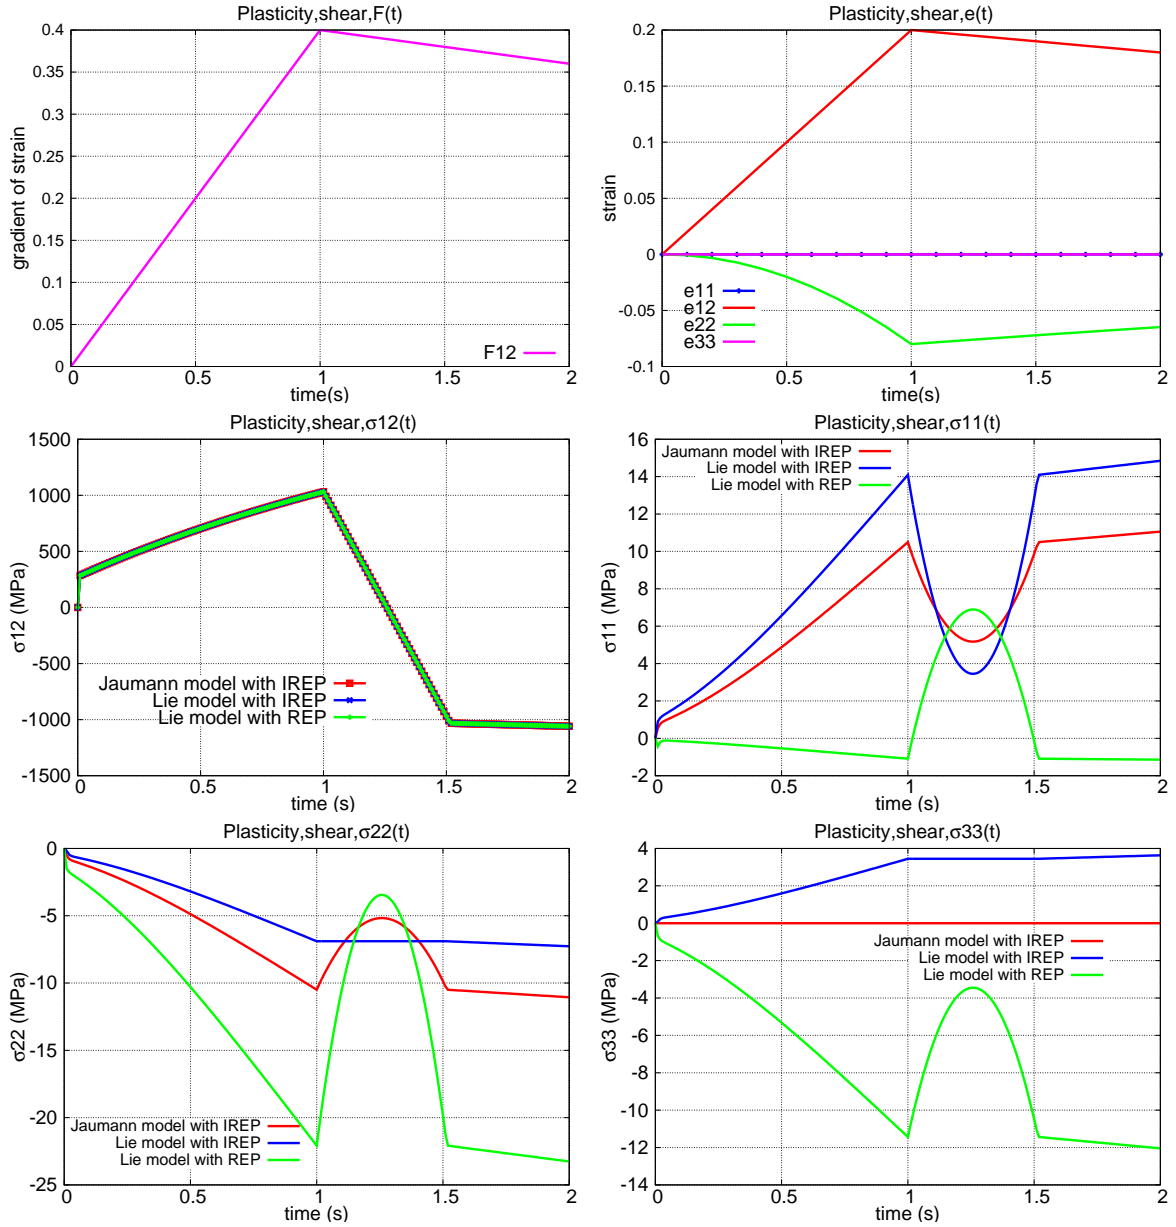 Plasticity,shear,F(t)
gradient of strain
0.4
0.35
0.3
0.25
0.2
0.15
0.1
0.05
0
F12
0 0.5 1 1.5 2
time(s)
Plasticity,shear,e(t)
strain
0.2
0.15
0.1
0.05
0
-0.05
-0.1
e11
e12
e22
e33
0 0.5 1 1.5 2
time(s)
Plasticity,shear,σ12(t)
σ12 (MPa)
1500
1000
500
0
-500
-1000
-1500
Jaumann model with IREP
Lie model with IREP
Lie model with REP
0 0.5 1 1.5 2
time (s)
Plasticity,shear,σ11(t)
σ11 (MPa)
16
14
12
10
8
6
4
2
0
-2
Jaumann model with IREP
Lie model with IREP
Lie model with REP
0 0.5 1 1.5 2
time (s)
Plasticity,shear,σ22(t)
σ22 (MPa)
0
-5
-10
-15
-20
-25
Jaumann model with IREP
Lie model with IREP
Lie model with REP
0 0.5 1 1.5 2
time (s)
Plasticity,shear,σ33(t)
σ33 (MPa)
4
2
0
-2
-4
-6
-8
-10
-12
-14
Jaumann model with IREP
Lie model with IREP
Lie model with REP
0 0.5 1 1.5 2
time (s)